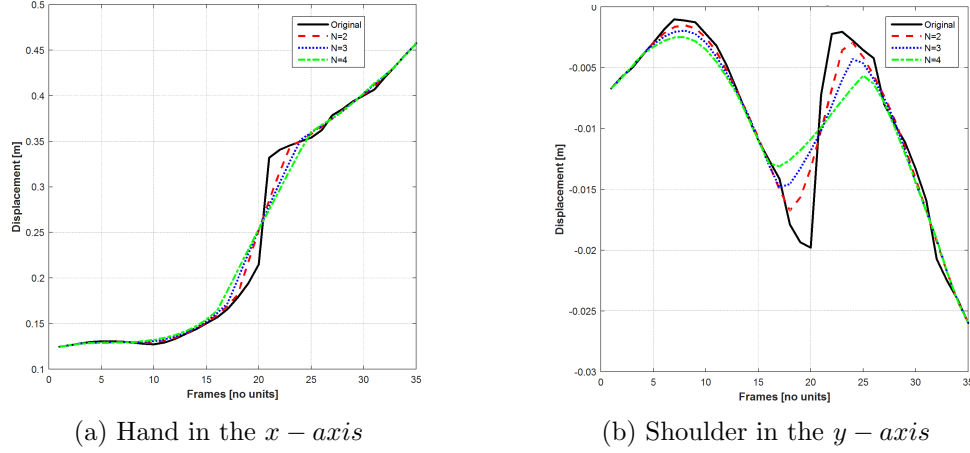 0.5
0.45
0.4
0.35
0.3
0.25
0.2
0.15
0.1
Displacement [m]
0 5 10 15 20 25 30 35
Frames [no units]
Original
N=2
N=3
N=4
(a) Hand in the x − axis
0
-0.005
-0.01
-0.015
-0.02
-0.025
-0.03
Displacement [m]
0 5 10 15 20 25 30 35
Frames [no units]
Original
N=2
N=3
N=4
(b) Shoulder in the y − axis